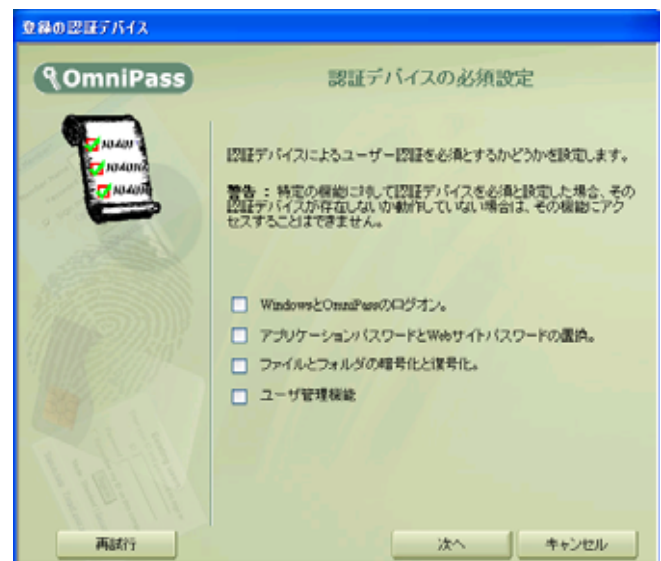 登録の認証デバイス
OmniPass
認証デバイスの必須設定
認証デバイスによるユーザー認証を必須とするかどうかを設定します。
警告 : 特定の機能に対して認証デバイスを必須と設定した場合、その
認証デバイスが存在しないか動作していない場合は、その機能にアク
セスすることはできません。
WindowsとOmniPassのログオン。
アプリケーションパスワードとWebサイトパスワードの置換。
ファイルとフォルダの暗号化と復号化。
ユーザ管理機能
再試行
次へ
キャンセル